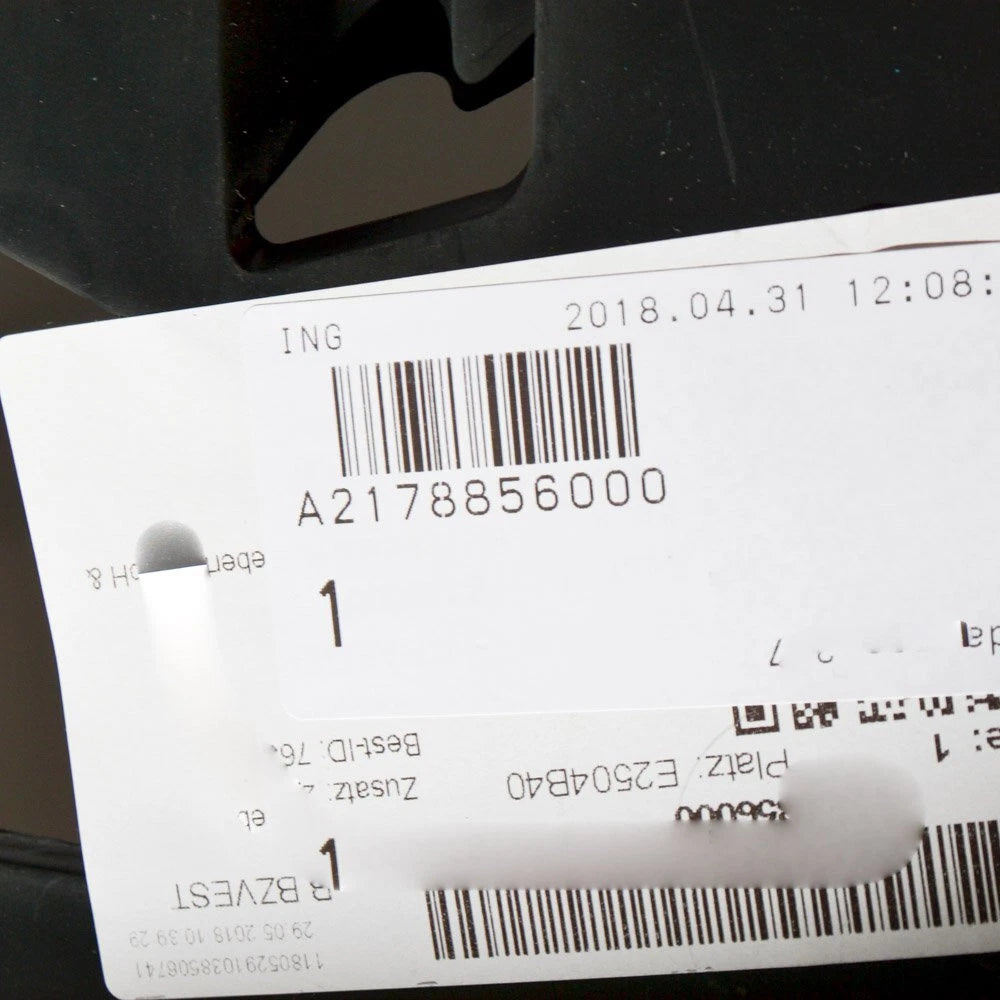 ING 2018.04.31 12:08:
A2178856000
1
1
Platz: E2504B40
Best-ID: 76
Zusatz:
856000
R BZVEST
29.05.2018 10:39:29